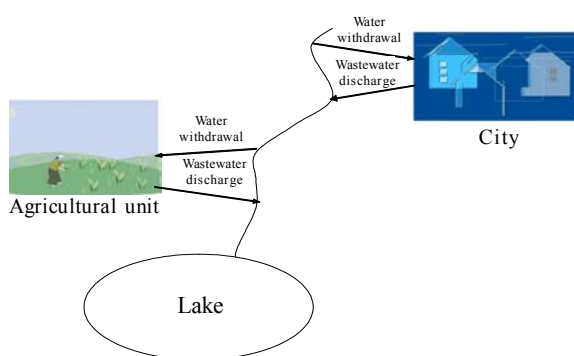 Water
withdrawal
Wastewater
discharge
City
Water
withdrawal
Wastewater
discharge
Agricultural unit
Lake